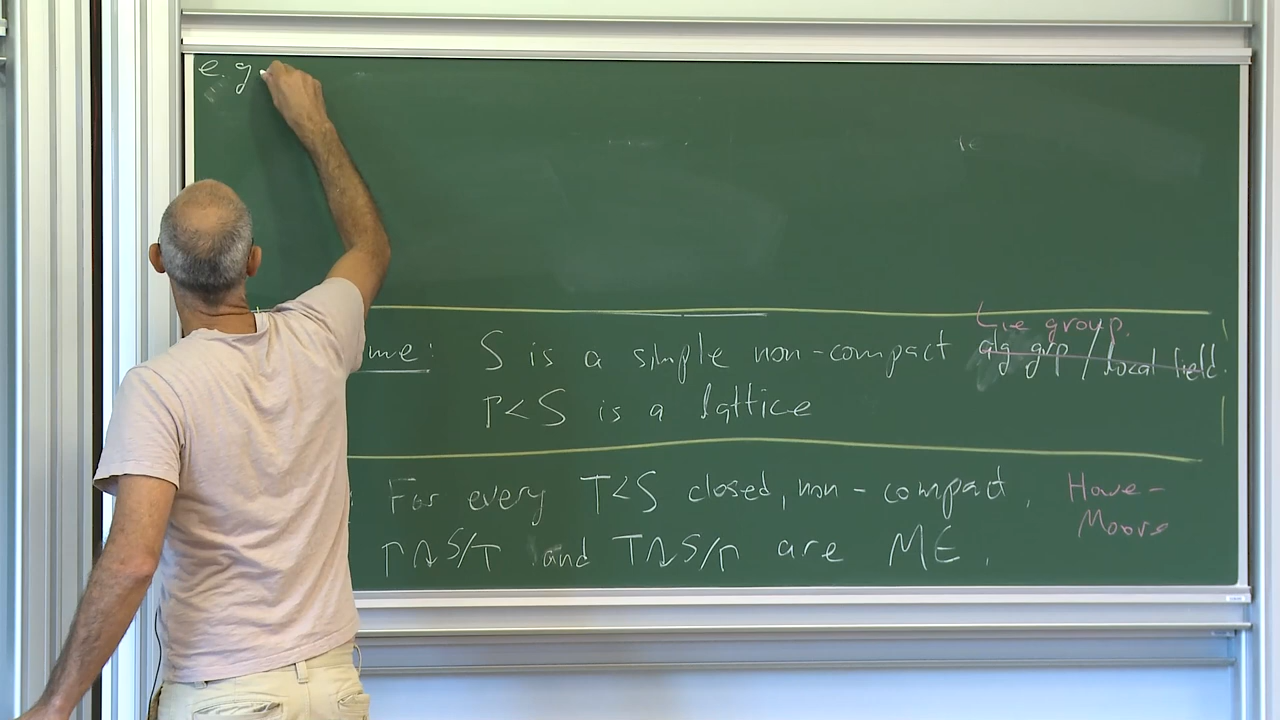 e.g
Lie group.
me: S is a simple non-compact alg grp / local field.
Γ<S is a lattice
: For every T<S closed, non-compact, Howe-
Moore
Γ↷S/T and T↷S/Γ are ME.